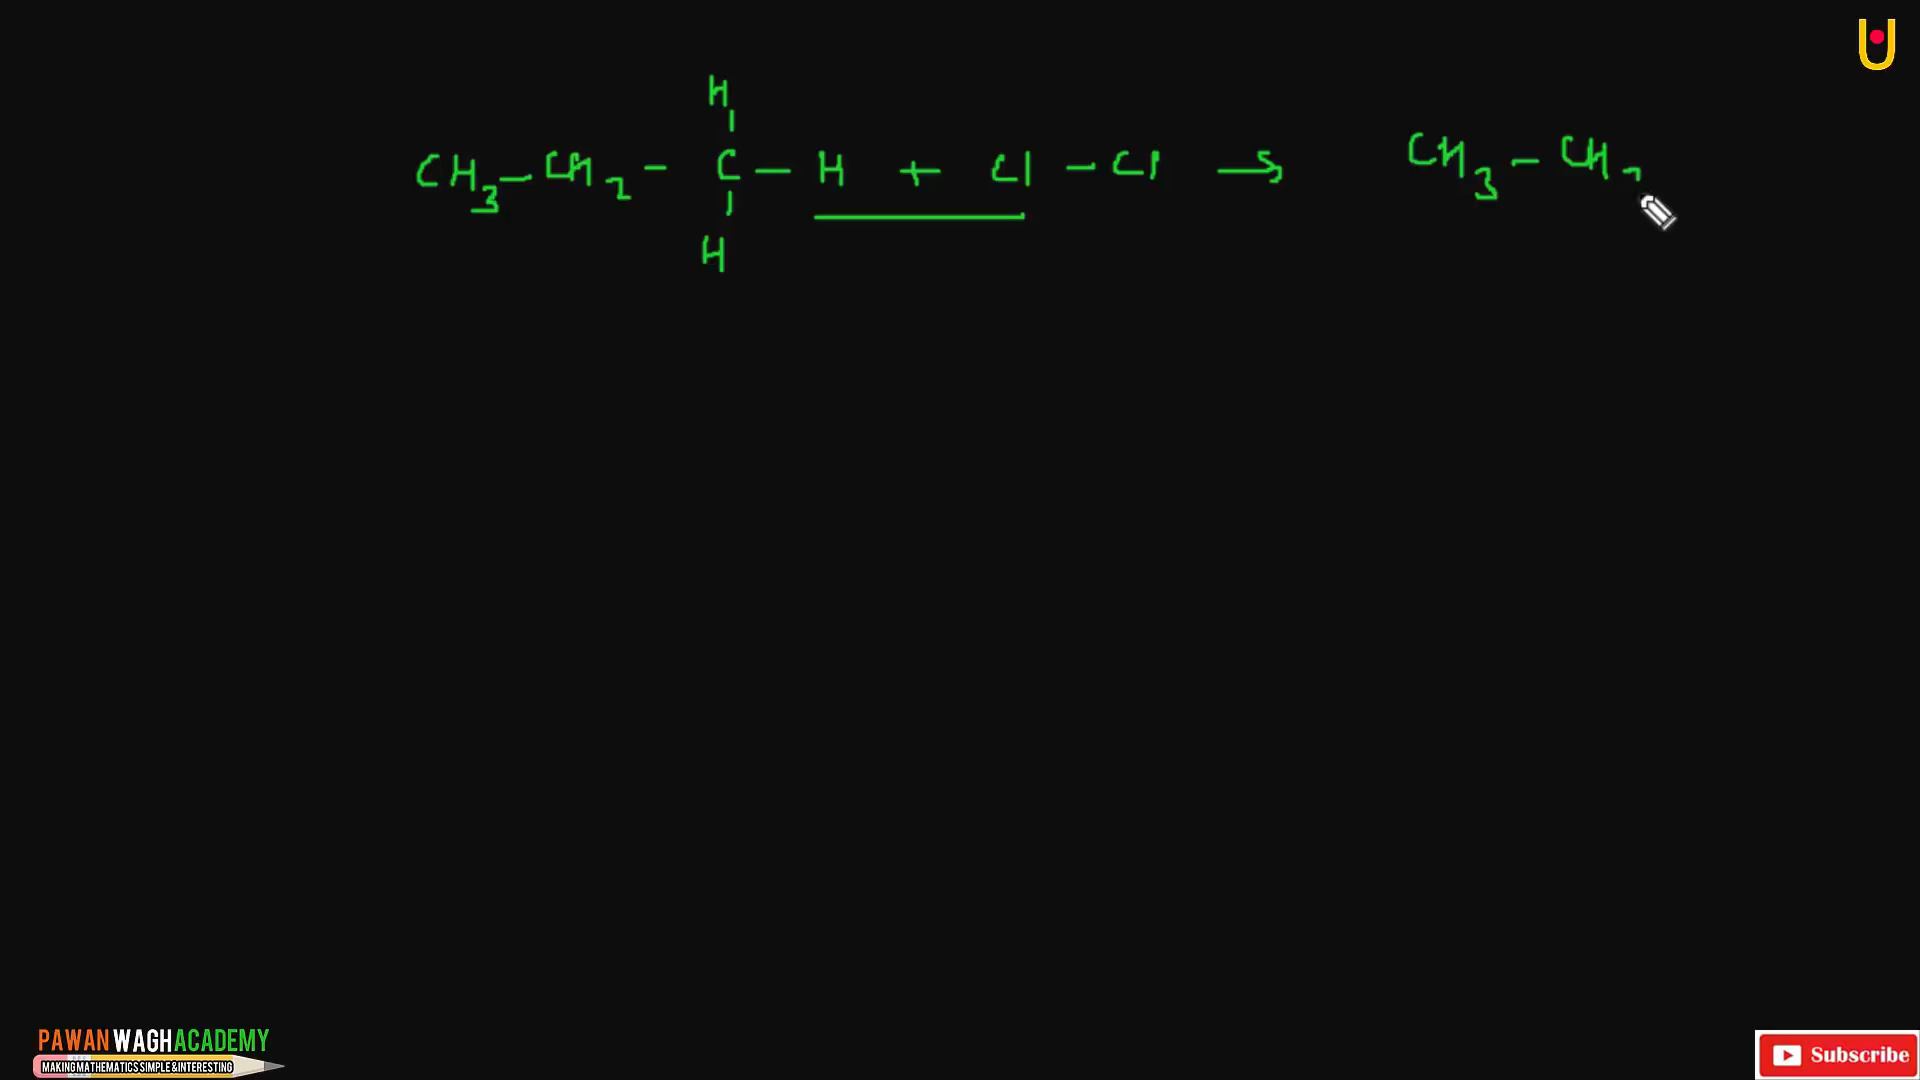 H
CH3 - CH2 - C - H + Cl - Cl → CH3 - CH2
H
PAWAN WAGH ACADEMY
MAKING MATHEMATICS SIMPLE & INTERESTING
Subscribe